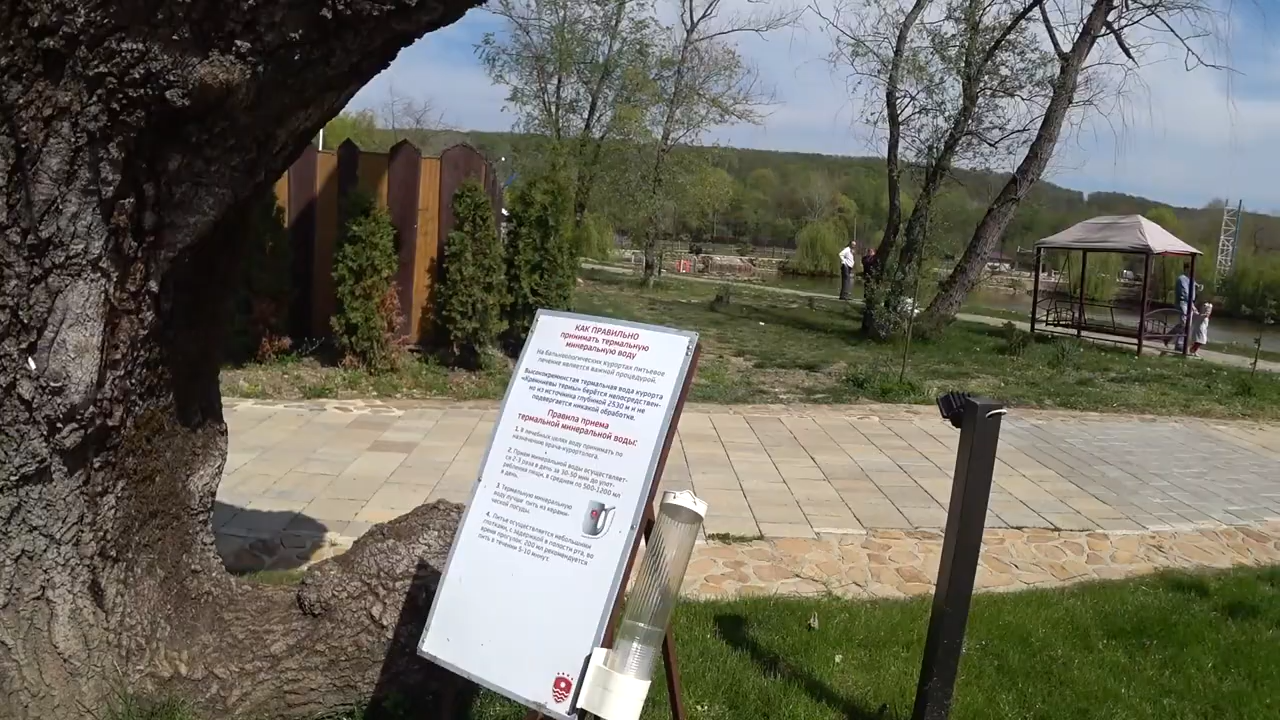 КАК ПРАВИЛЬНО
принимать термальную
минеральную воду
На бальнеологических курортах питьевое
лечение является важной процедурой.
Высококремнистая термальная вода курорта
«Кремнёвы термы» берётся непосредствен-
но из источника глубиной 2530 м и не
подвергается никакой обработке.
Правила приема
термальной минеральной воды:
1. В лечебных целях воду принимать по
назначению врача-курортолога.
2. Прием минеральной воды осуществляет-
ся 2-3 раза в день за 30-50 мин до упот-
ребления пищи, в среднем по 500-1200 мл
в день.
3. Термальную минеральную
воду лучше пить из керами-
ческой посуды.
4. Питье осуществляется небольшими
глотками, с задержкой в полости рта, во
время прогулок; 200 мл рекомендуется
пить в течении 5-10 минут.